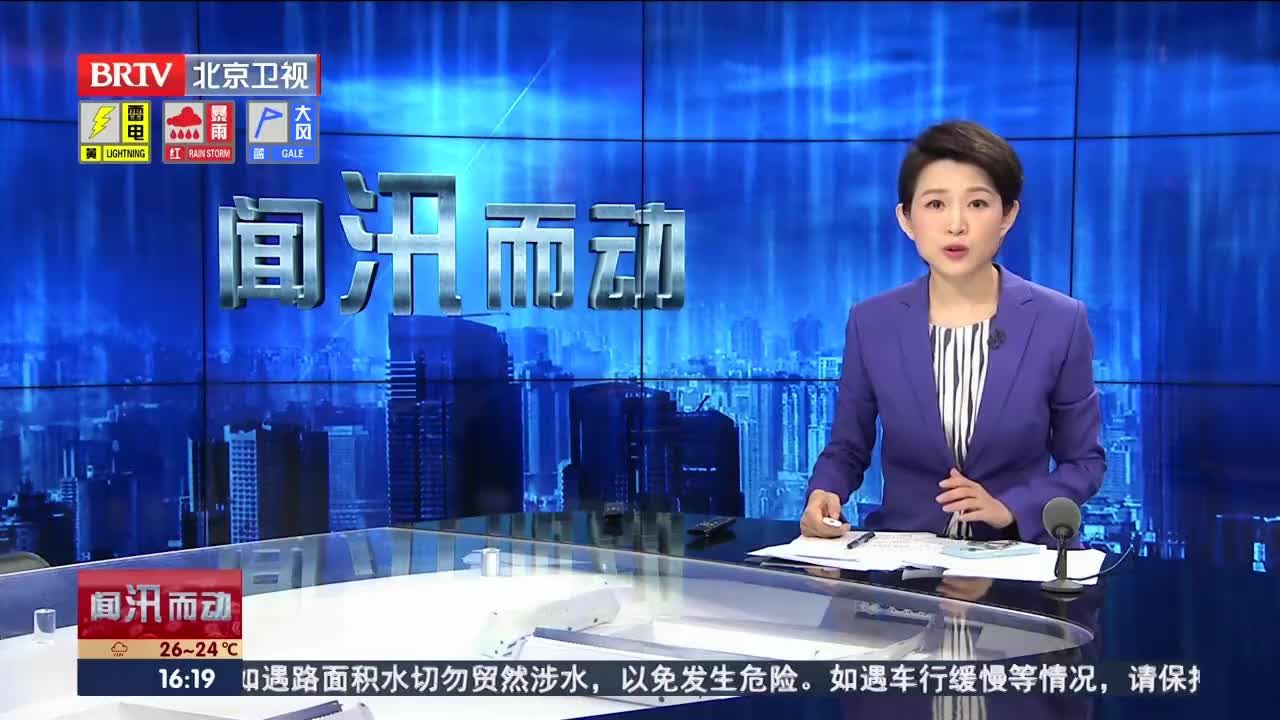 BRTV 北京卫视
雷电 暴雨 大风
黄 LIGHTNING 红 RAIN STORM 蓝 GALE
闻汛而动
闻汛而动
26~24℃
16:19 如遇路面积水切勿贸然涉水，以免发生危险。如遇车行缓慢等情况，请保